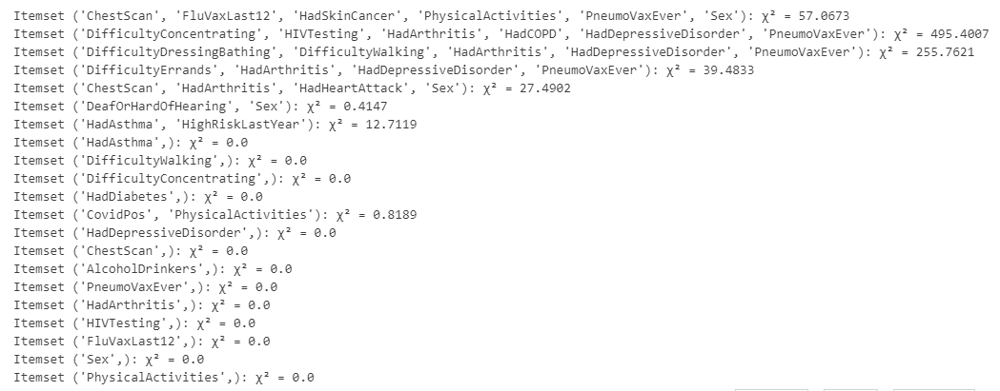 Itemset ('ChestScan', 'FluVaxLast12', 'HadSkinCancer', 'PhysicalActivities', 'PneumoVaxEver', 'Sex'): χ² = 57.0673
Itemset ('DifficultyConcentrating', 'HIVTesting', 'HadArthritis', 'HadCOPD', 'HadDepressiveDisorder', 'PneumoVaxEver'): χ² = 495.4007
Itemset ('DifficultyDressingBathing', 'DifficultyWalking', 'HadArthritis', 'HadDepressiveDisorder', 'PneumoVaxEver'): χ² = 255.7621
Itemset ('DifficultyErrands', 'HadArthritis', 'HadDepressiveDisorder', 'PneumoVaxEver'): χ² = 39.4833
Itemset ('ChestScan', 'HadArthritis', 'HadHeartAttack', 'Sex'): χ² = 27.4902
Itemset ('DeafOrHardOfHearing', 'Sex'): χ² = 0.4147
Itemset ('HadAsthma', 'HighRiskLastYear'): χ² = 12.7119
Itemset ('HadAsthma',): χ² = 0.0
Itemset ('DifficultyWalking',): χ² = 0.0
Itemset ('DifficultyConcentrating',): χ² = 0.0
Itemset ('HadDiabetes',): χ² = 0.0
Itemset ('CovidPos', 'PhysicalActivities'): χ² = 0.8189
Itemset ('HadDepressiveDisorder',): χ² = 0.0
Itemset ('ChestScan',): χ² = 0.0
Itemset ('AlcoholDrinkers',): χ² = 0.0
Itemset ('PneumoVaxEver',): χ² = 0.0
Itemset ('HadArthritis',): χ² = 0.0
Itemset ('HIVTesting',): χ² = 0.0
Itemset ('FluVaxLast12',): χ² = 0.0
Itemset ('Sex',): χ² = 0.0
Itemset ('PhysicalActivities',): χ² = 0.0